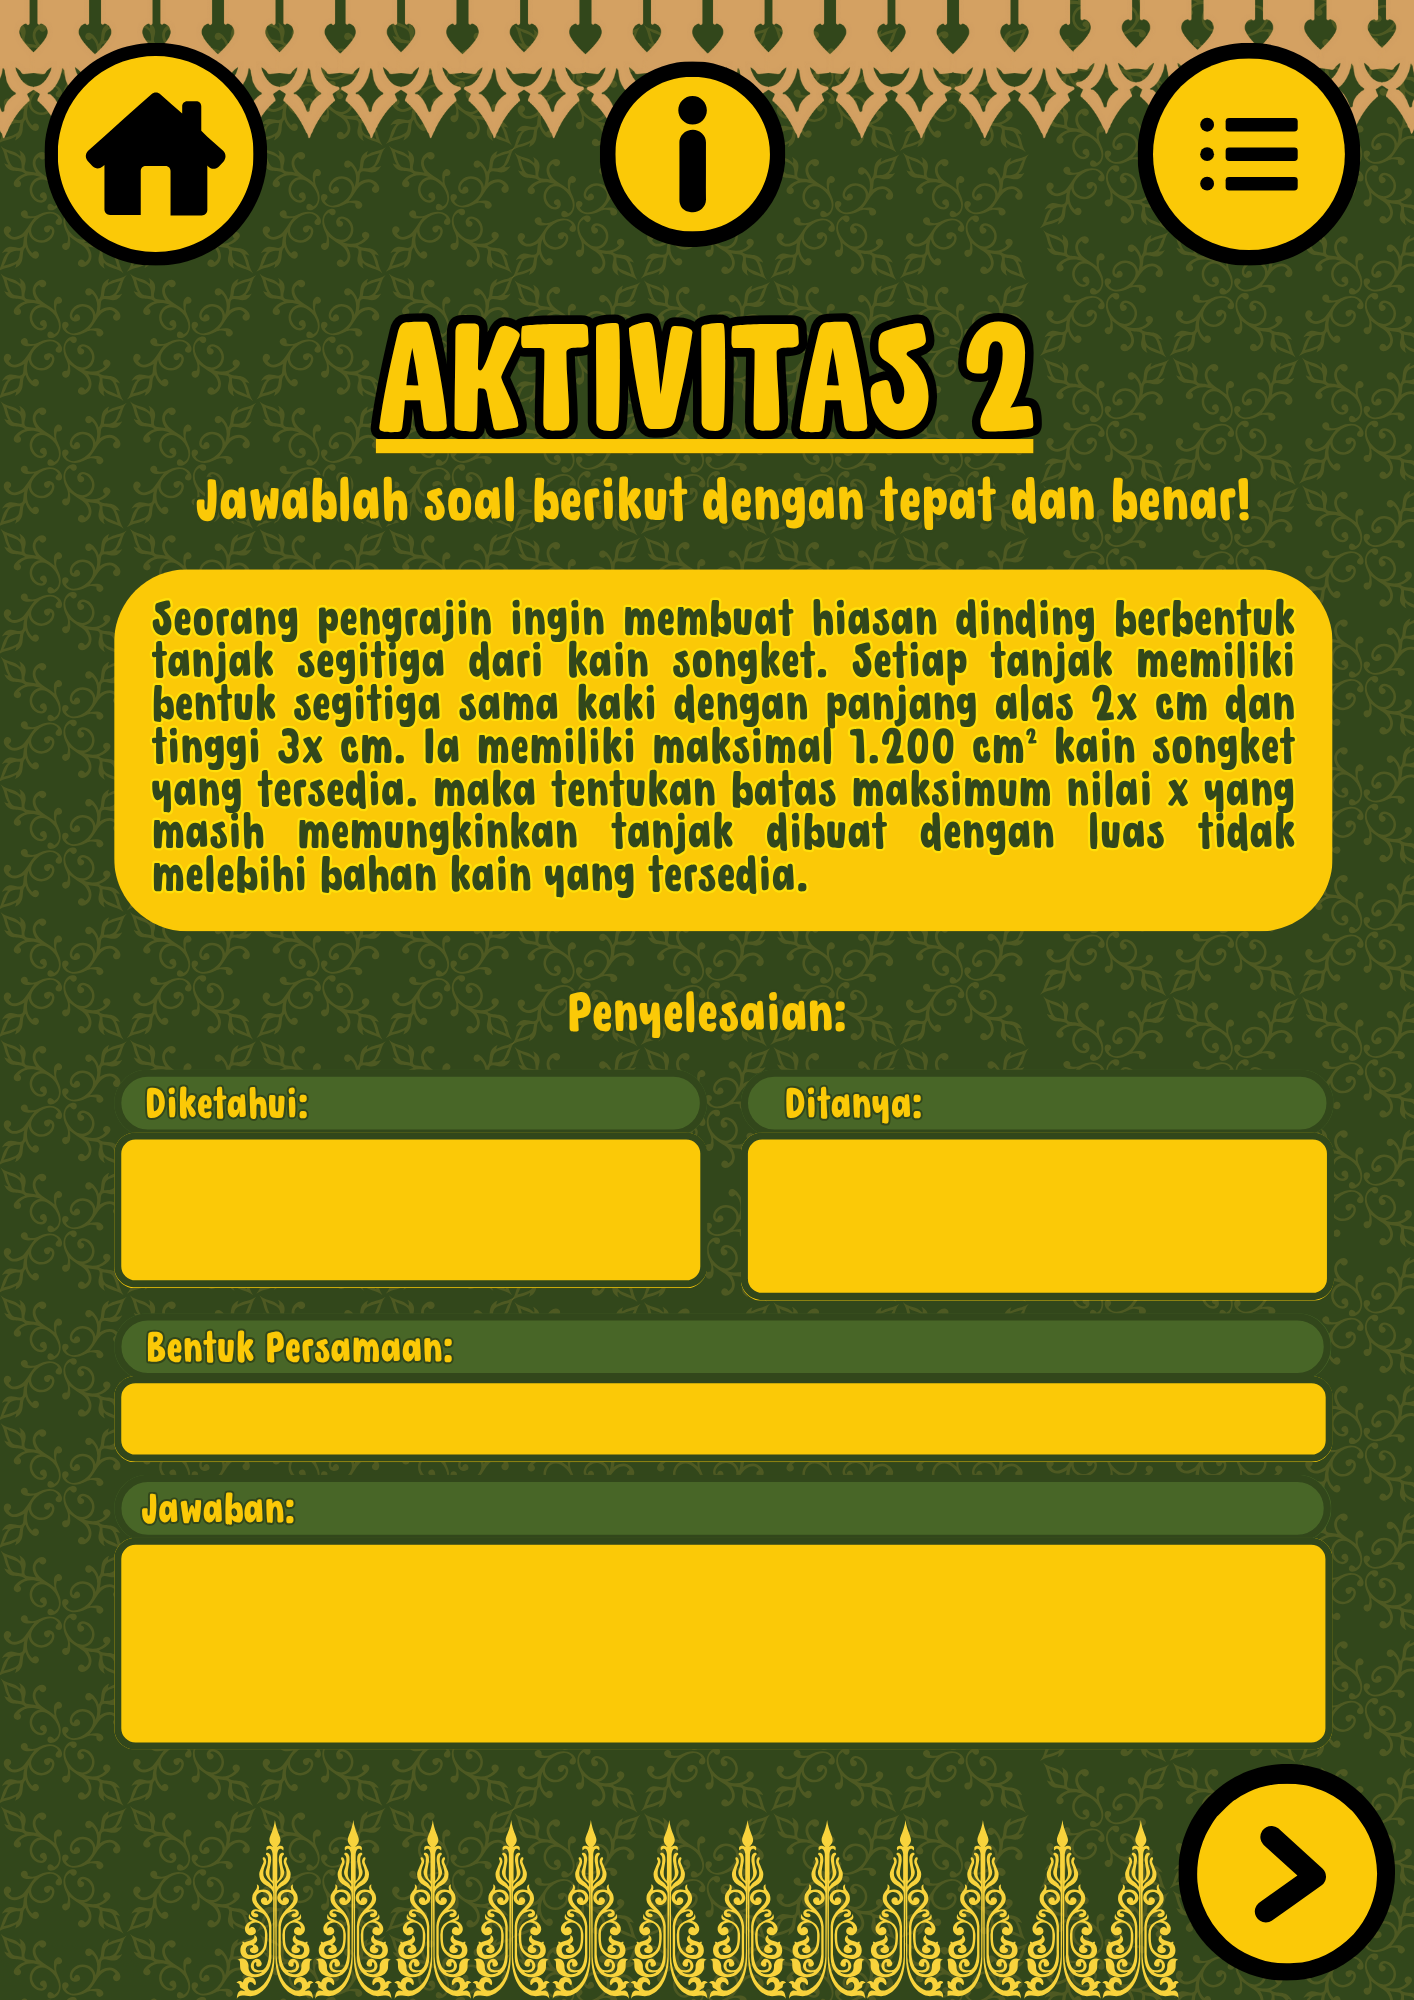 AKTIVITAS 2
Jawablah soal berikut dengan tepat dan benar!
Seorang pengrajin ingin membuat hiasan dinding berbentuk
tanjak segitiga dari kain songket. Setiap tanjak memiliki
bentuk segitiga sama kaki dengan panjang alas 2x cm dan
tinggi 3x cm. Ia memiliki maksimal 1.200 cm² kain songket
yang tersedia. maka tentukan batas maksimum nilai x yang
masih memungkinkan tanjak dibuat dengan luas tidak
melebihi bahan kain yang tersedia.
Penyelesaian:
Diketahui:
Ditanya:
Bentuk Persamaan:
Jawaban: